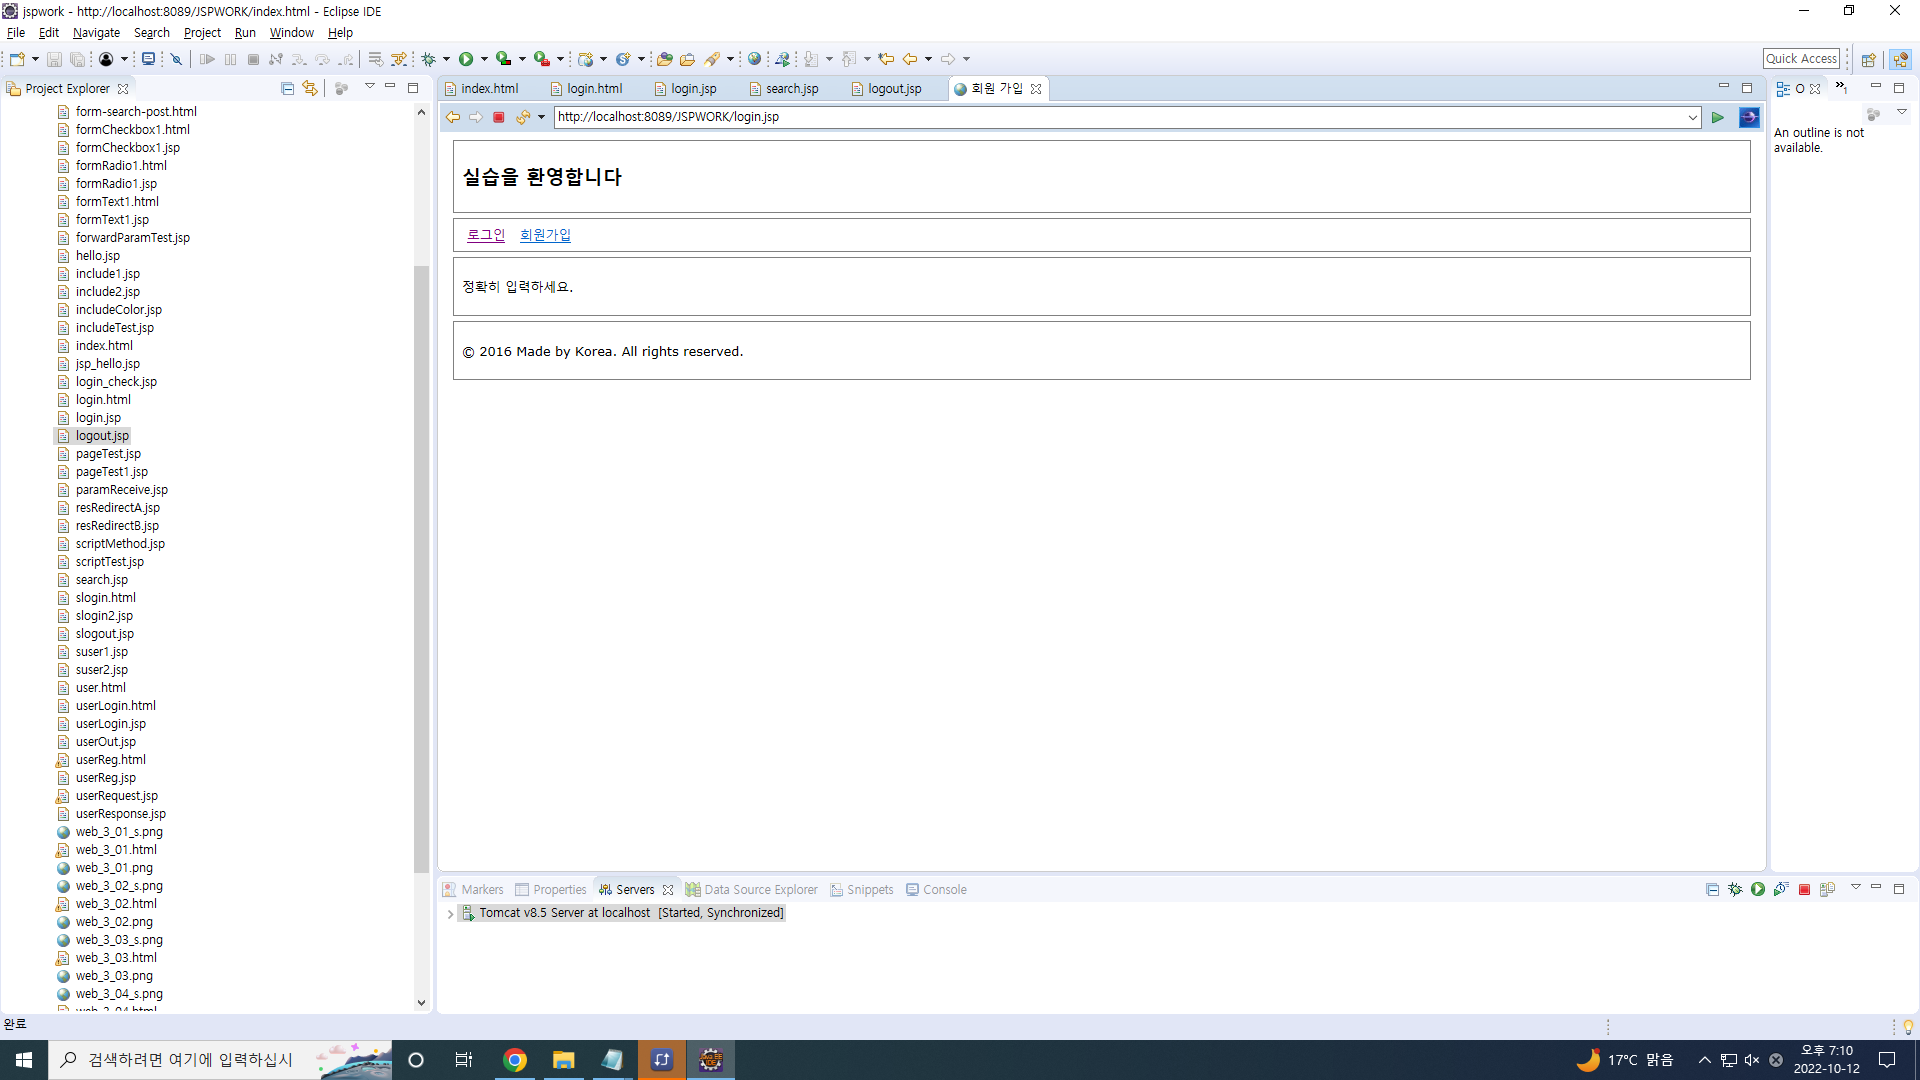 jspwork - http://localhost:8089/JSPWORK/index.html - Eclipse IDE
File Edit Navigate Search Project Run Window Help
Quick Access
Project Explorer
form-search-post.html
formCheckbox1.html
formCheckbox1.jsp
formRadio1.html
formRadio1.jsp
formText1.html
formText1.jsp
forwardParamTest.jsp
hello.jsp
include1.jsp
include2.jsp
includeColor.jsp
includeTest.jsp
index.html
jsp_hello.jsp
login_check.jsp
login.html
login.jsp
logout.jsp
pageTest.jsp
pageTest1.jsp
paramReceive.jsp
resRedirectA.jsp
resRedirectB.jsp
scriptMethod.jsp
scriptTest.jsp
search.jsp
slogin.html
slogin2.jsp
slogout.jsp
suser1.jsp
suser2.jsp
user.html
userLogin.html
userLogin.jsp
userOut.jsp
userReg.html
userReg.jsp
userRequest.jsp
userResponse.jsp
web_3_01_s.png
web_3_01.html
web_3_01.png
web_3_02_s.png
web_3_02.html
web_3_02.png
web_3_03_s.png
web_3_03.html
web_3_03.png
web_3_04_s.png
web_3_04.html
index.html login.html login.jsp search.jsp logout.jsp 회원 가입
http://localhost:8089/JSPWORK/login.jsp
실습을 환영합니다
로그인 회원가입
정확히 입력하세요.
© 2016 Made by Korea. All rights reserved.
O
1
An outline is not
available.
Markers Properties Servers Data Source Explorer Snippets Console
Tomcat v8.5 Server at localhost [Started, Synchronized]
완료
검색하려면 여기에 입력하십시
17°C 맑음
오후 7:10
2022-10-12